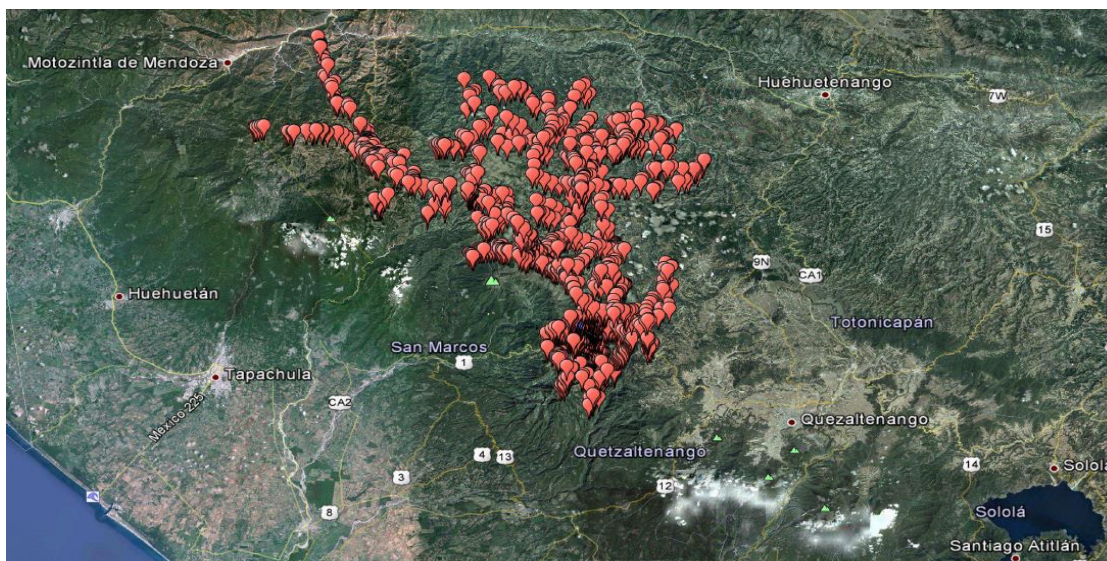 Motozintla de Mendoza
Huehuetenango
7W
15
9N
CA1
Huehuetán
Totonicapán
San Marcos
1
Tapachula
CA2
Mexico 225
Quezaltenango
Quetzaltenango
4
13
14
Sololá
3
12
8
Sololá
Santiago Atitlán